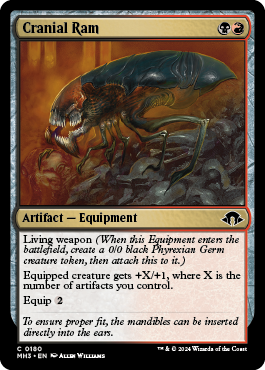 Cranial Ram
Artifact — Equipment
Living weapon (When this Equipment enters the
battlefield, create a 0/0 black Phyrexian Germ
creature token, then attach this to it.)
Equipped creature gets +X/+1, where X is the
number of artifacts you control.
Equip 2
To ensure proper fit, the mandibles can be inserted
directly into the ears.
C 0180
MH3 • EN Allen Williams
™ & © 2024 Wizards of the Coast